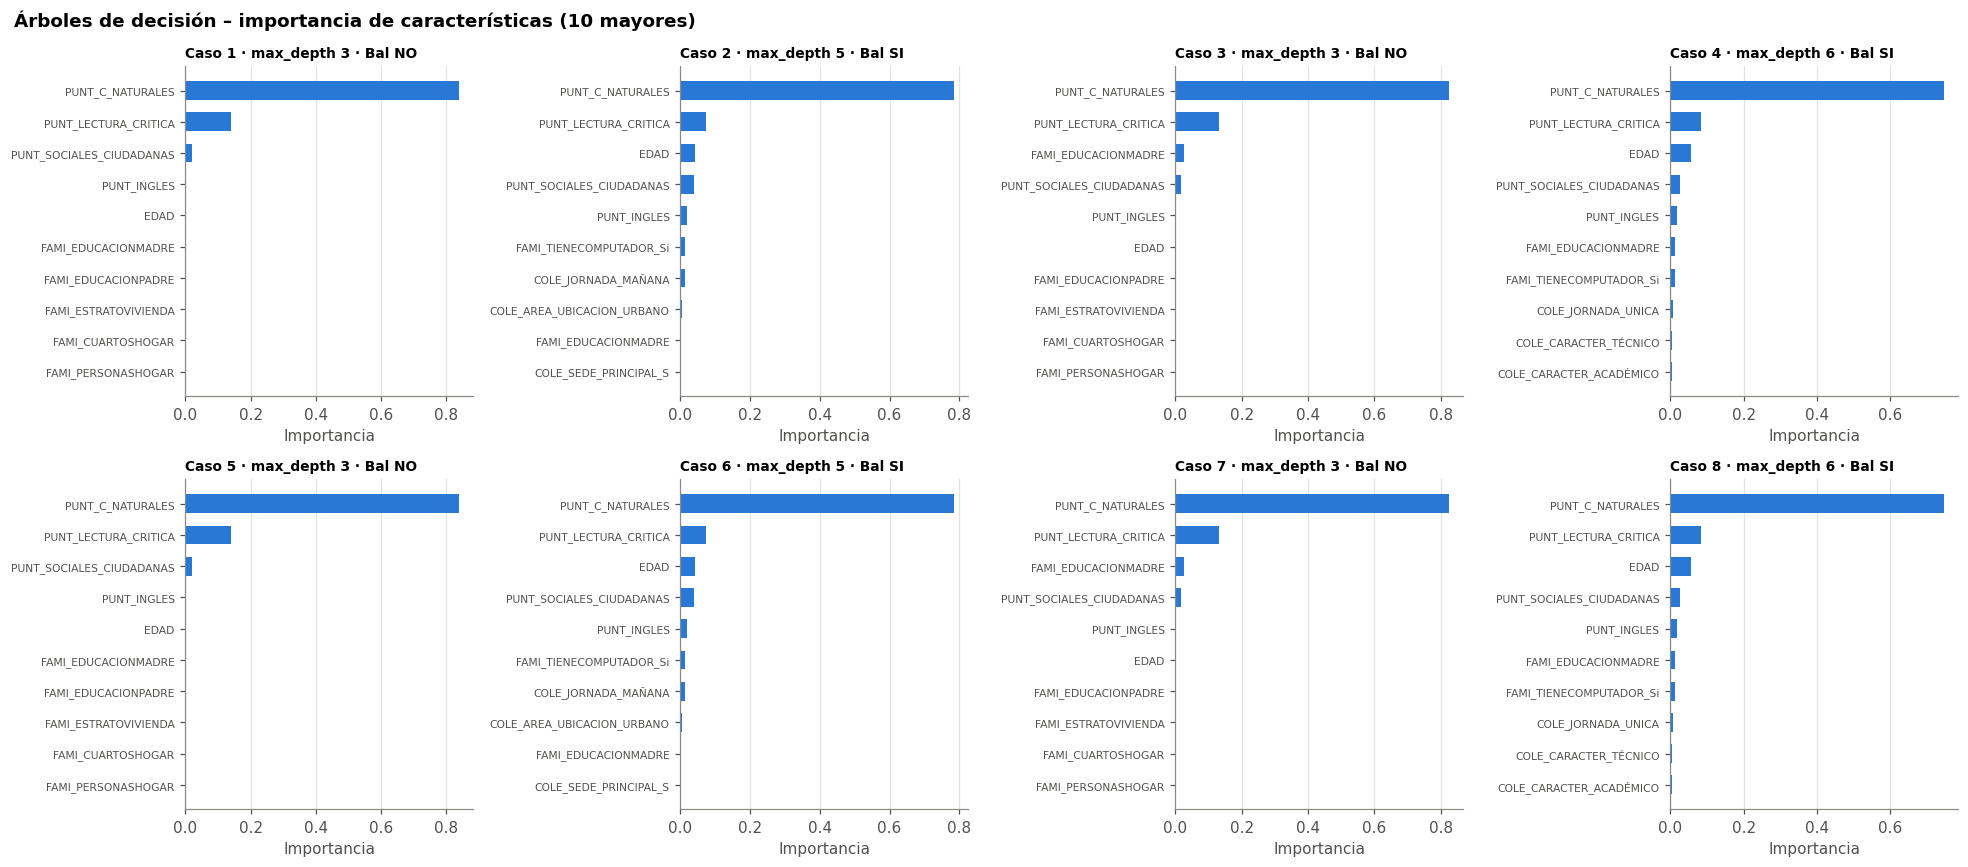 Árboles de decisión – importancia de características (10 mayores)
Caso 1 · max_depth 3 · Bal NO
PUNT_C_NATURALES
PUNT_LECTURA_CRITICA
PUNT_SOCIALES_CIUDADANAS
PUNT_INGLES
EDAD
FAMI_EDUCACIONMADRE
FAMI_EDUCACIONPADRE
FAMI_ESTRATOVIVIENDA
FAMI_CUARTOSHOGAR
FAMI_PERSONASHOGAR
0.0 0.2 0.4 0.6 0.8
Importancia
Caso 2 · max_depth 5 · Bal SI
PUNT_C_NATURALES
PUNT_LECTURA_CRITICA
EDAD
PUNT_SOCIALES_CIUDADANAS
PUNT_INGLES
FAMI_TIENECOMPUTADOR_Si
COLE_JORNADA_MAÑANA
COLE_AREA_UBICACION_URBANO
FAMI_EDUCACIONMADRE
COLE_SEDE_PRINCIPAL_S
0.0 0.2 0.4 0.6 0.8
Importancia
Caso 3 · max_depth 3 · Bal NO
PUNT_C_NATURALES
PUNT_LECTURA_CRITICA
FAMI_EDUCACIONMADRE
PUNT_SOCIALES_CIUDADANAS
PUNT_INGLES
EDAD
FAMI_EDUCACIONPADRE
FAMI_ESTRATOVIVIENDA
FAMI_CUARTOSHOGAR
FAMI_PERSONASHOGAR
0.0 0.2 0.4 0.6 0.8
Importancia
Caso 4 · max_depth 6 · Bal SI
PUNT_C_NATURALES
PUNT_LECTURA_CRITICA
EDAD
PUNT_SOCIALES_CIUDADANAS
PUNT_INGLES
FAMI_EDUCACIONMADRE
FAMI_TIENECOMPUTADOR_Si
COLE_JORNADA_UNICA
COLE_CARACTER_TÉCNICO
COLE_CARACTER_ACADÉMICO
0.0 0.2 0.4 0.6
Importancia
Caso 5 · max_depth 3 · Bal NO
PUNT_C_NATURALES
PUNT_LECTURA_CRITICA
PUNT_SOCIALES_CIUDADANAS
PUNT_INGLES
EDAD
FAMI_EDUCACIONMADRE
FAMI_EDUCACIONPADRE
FAMI_ESTRATOVIVIENDA
FAMI_CUARTOSHOGAR
FAMI_PERSONASHOGAR
0.0 0.2 0.4 0.6 0.8
Importancia
Caso 6 · max_depth 5 · Bal SI
PUNT_C_NATURALES
PUNT_LECTURA_CRITICA
EDAD
PUNT_SOCIALES_CIUDADANAS
PUNT_INGLES
FAMI_TIENECOMPUTADOR_Si
COLE_JORNADA_MAÑANA
COLE_AREA_UBICACION_URBANO
FAMI_EDUCACIONMADRE
COLE_SEDE_PRINCIPAL_S
0.0 0.2 0.4 0.6 0.8
Importancia
Caso 7 · max_depth 3 · Bal NO
PUNT_C_NATURALES
PUNT_LECTURA_CRITICA
FAMI_EDUCACIONMADRE
PUNT_SOCIALES_CIUDADANAS
PUNT_INGLES
EDAD
FAMI_EDUCACIONPADRE
FAMI_ESTRATOVIVIENDA
FAMI_CUARTOSHOGAR
FAMI_PERSONASHOGAR
0.0 0.2 0.4 0.6 0.8
Importancia
Caso 8 · max_depth 6 · Bal SI
PUNT_C_NATURALES
PUNT_LECTURA_CRITICA
EDAD
PUNT_SOCIALES_CIUDADANAS
PUNT_INGLES
FAMI_EDUCACIONMADRE
FAMI_TIENECOMPUTADOR_Si
COLE_JORNADA_UNICA
COLE_CARACTER_TÉCNICO
COLE_CARACTER_ACADÉMICO
0.0 0.2 0.4 0.6
Importancia